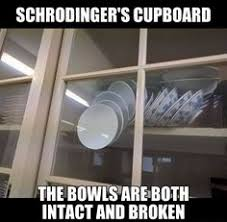 SCHRODINGER'S CUPBOARD
THE BOWLS ARE BOTH
INTACT AND BROKEN